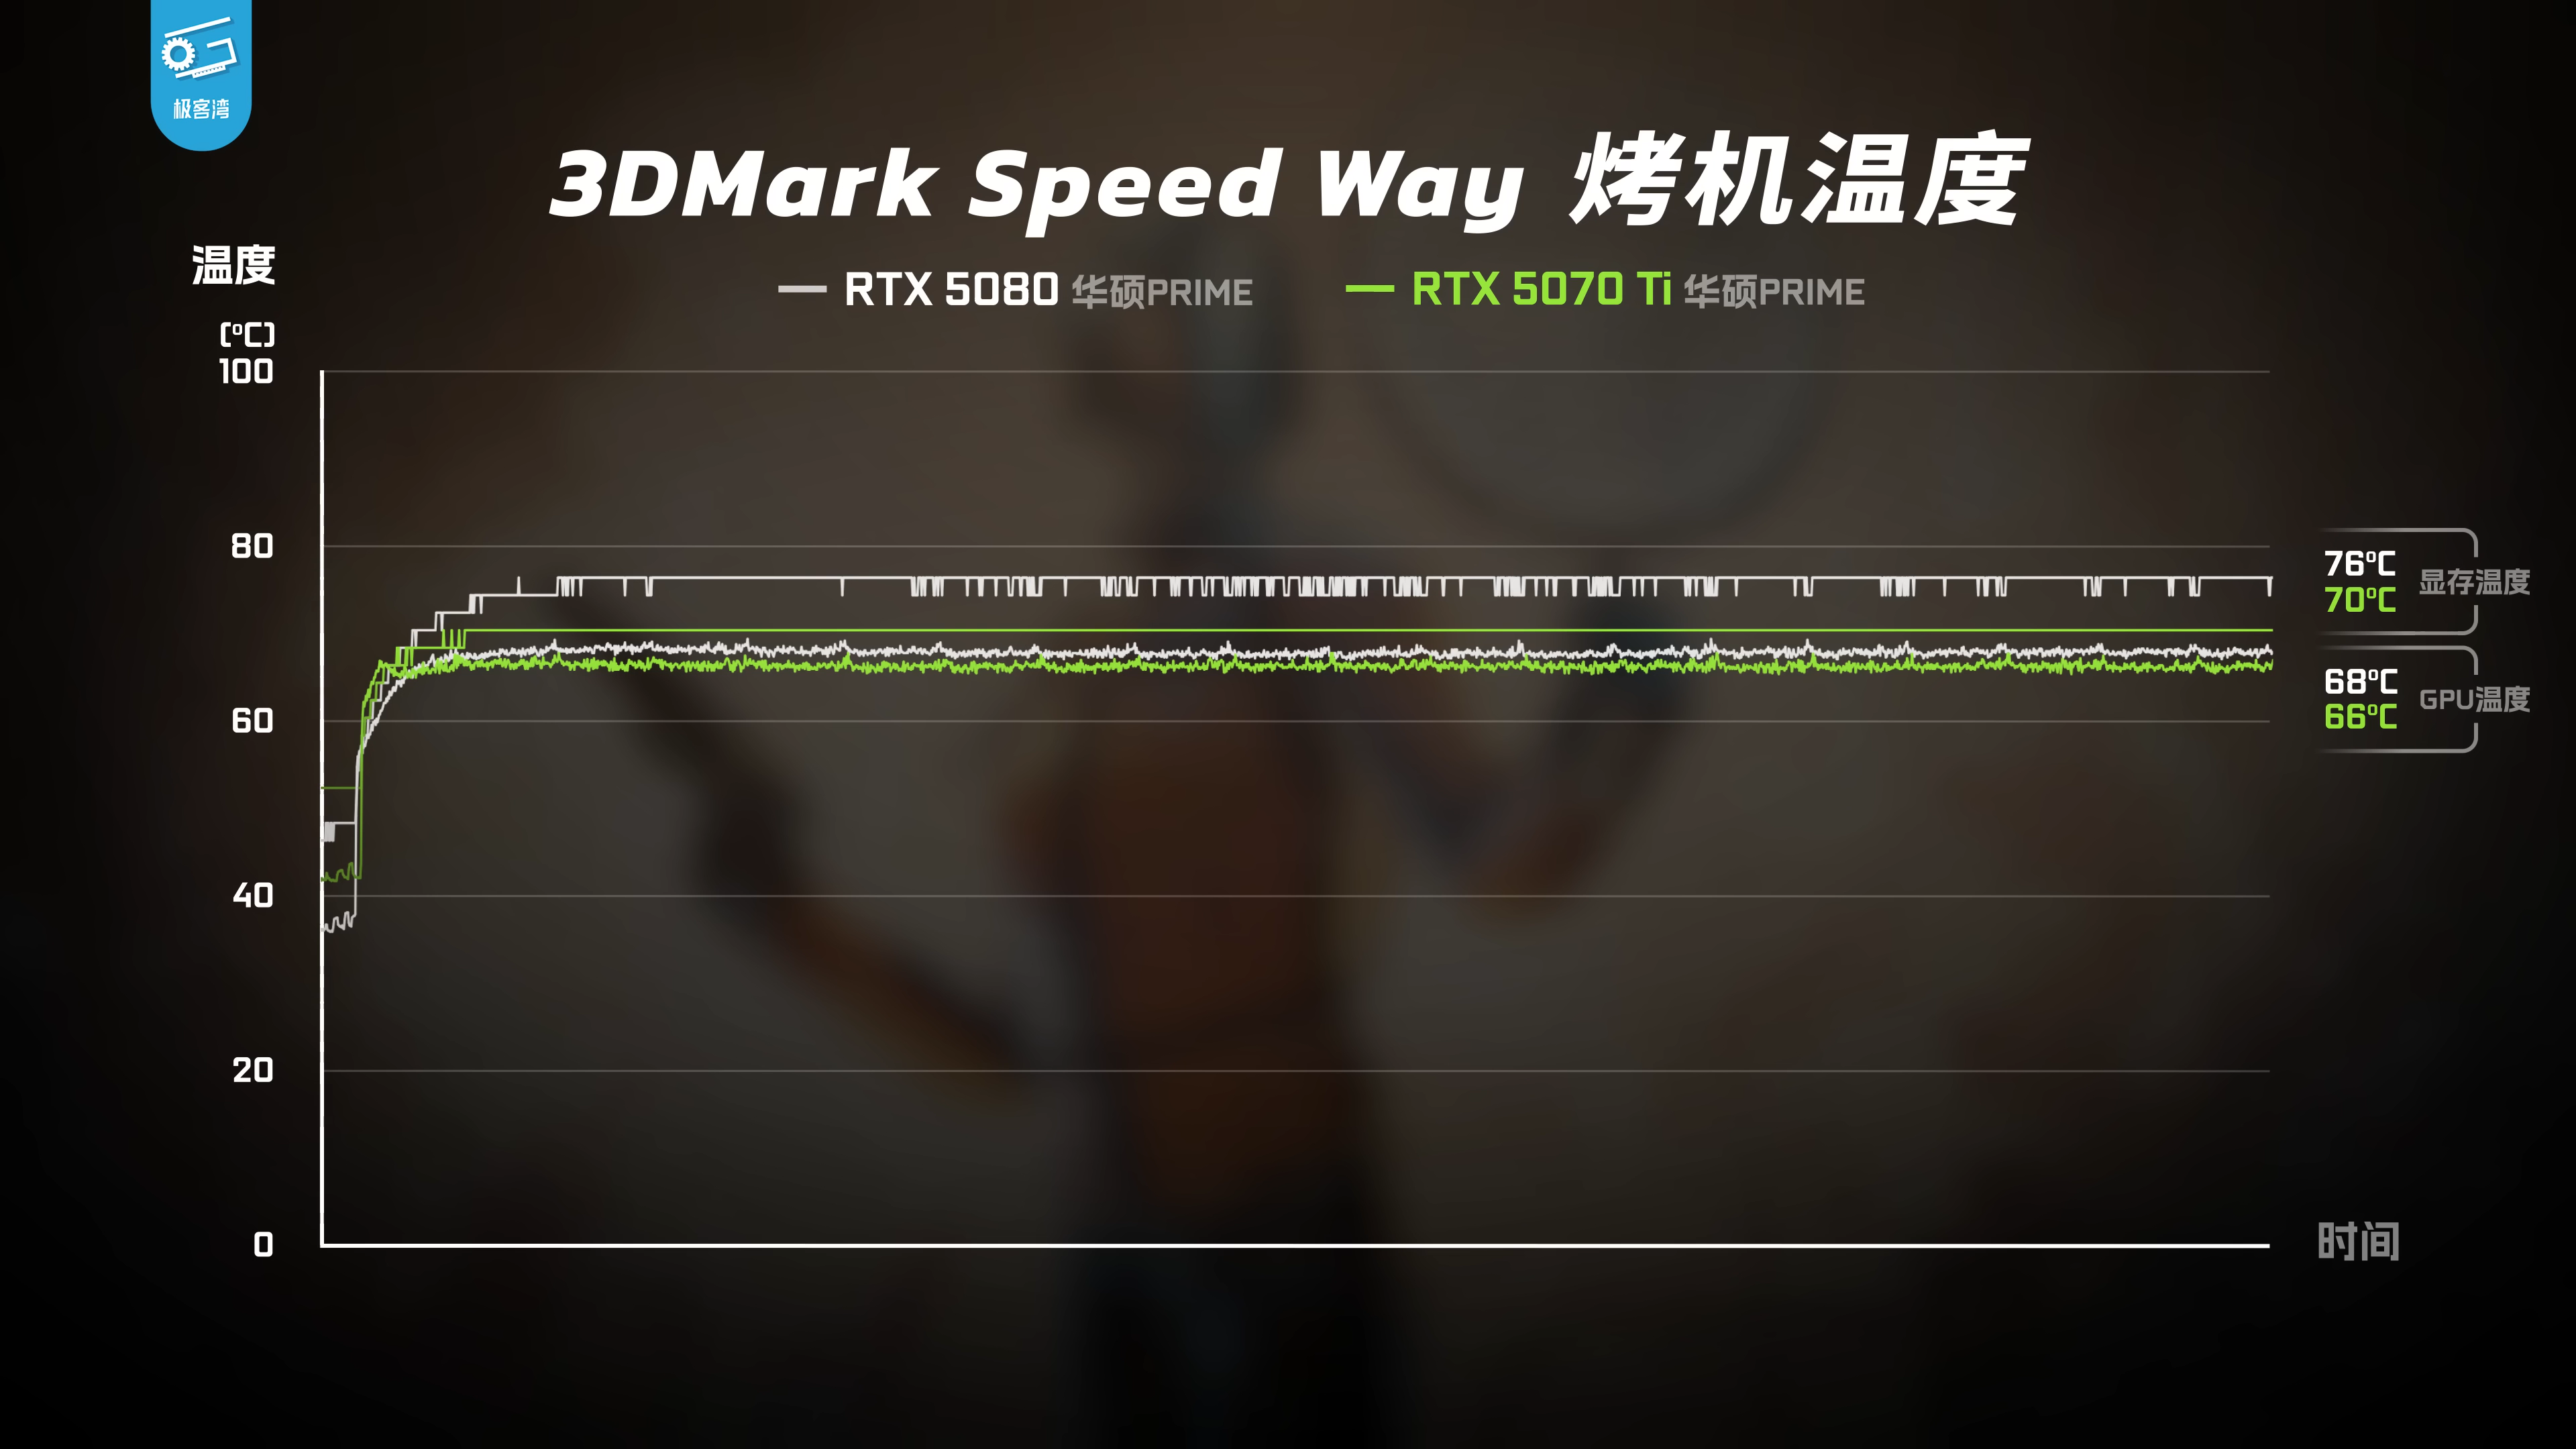 极客湾
3DMark Speed Way 烤机温度
温度
(°C)
RTX 5080 华硕PRIME
RTX 5070 Ti 华硕PRIME
100
80
60
40
20
0
76°C
70°C
显存温度
68°C
66°C
GPU温度
时间